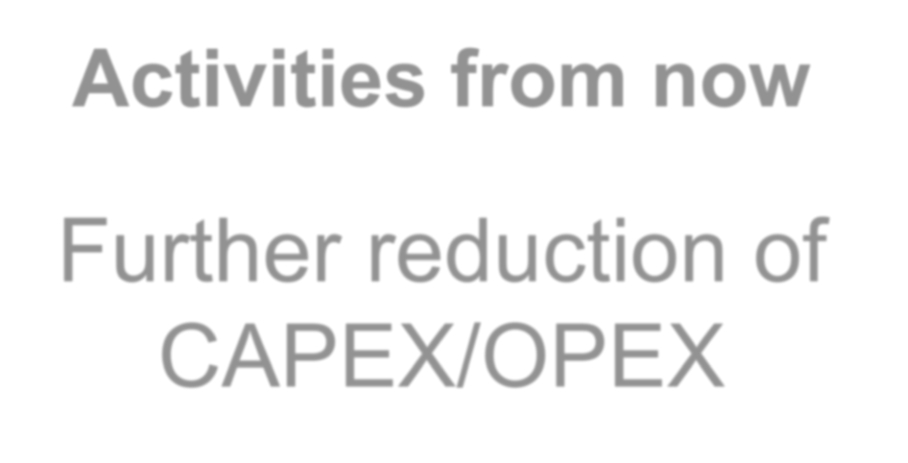 Activities from now
Further reduction of
CAPEX/OPEX